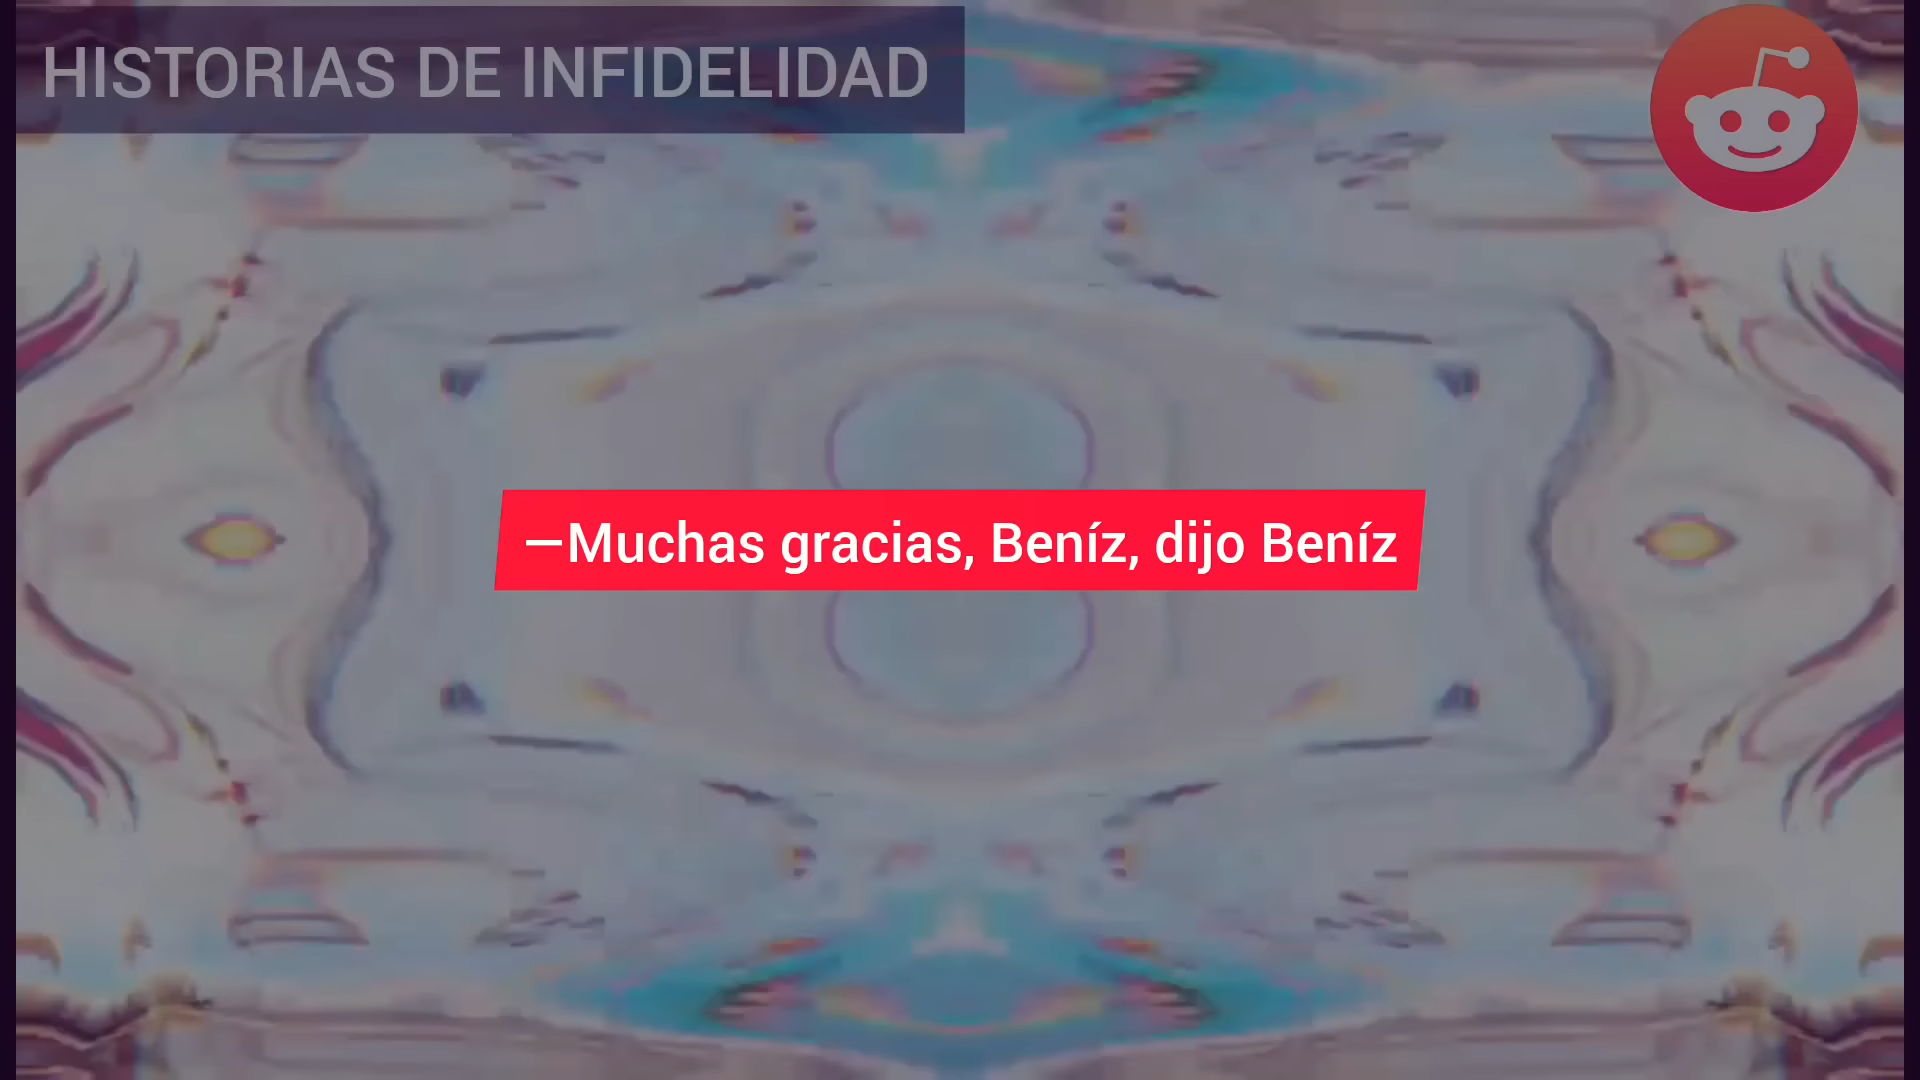 HISTORIAS DE INFIDELIDAD
—Muchas gracias, Beníz, dijo Beníz